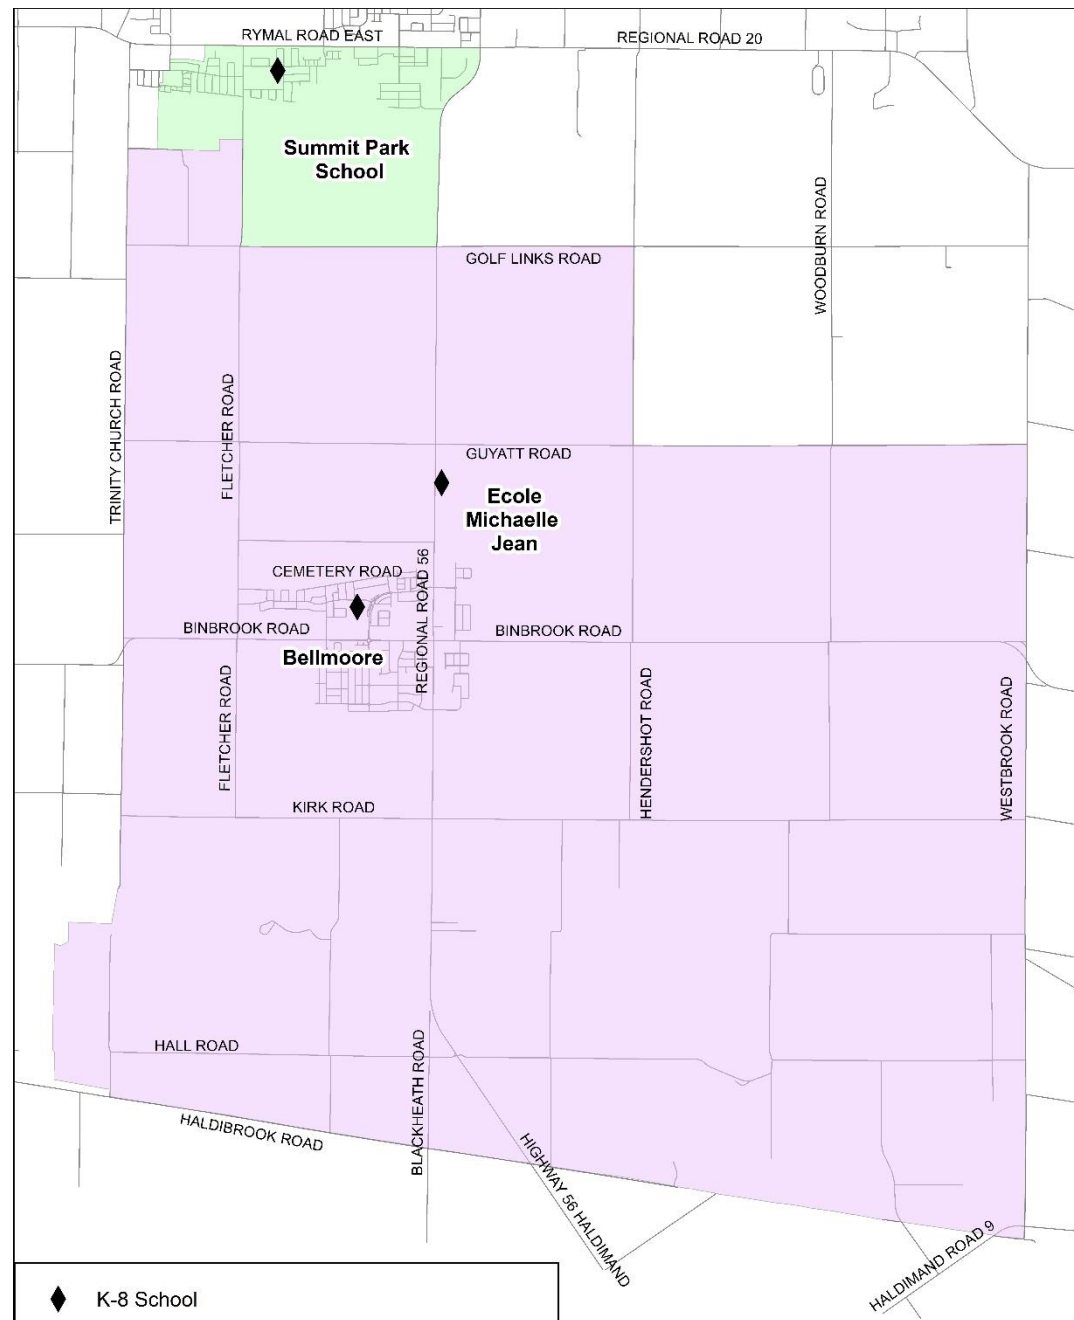 RYMAL ROAD EAST
REGIONAL ROAD 20
Summit Park
School
WOODBURN ROAD
GOLF LINKS ROAD
TRINITY CHURCH ROAD
FLETCHER ROAD
GUYATT ROAD
Ecole
Michaelle
Jean
CEMETERY ROAD
REGIONAL ROAD 56
BINBROOK ROAD
BINBROOK ROAD
Bellmoore
FLETCHER ROAD
HENDERSHOT ROAD
WESTBROOK ROAD
KIRK ROAD
HALL ROAD
BLACKHEATH ROAD
HALDIBROOK ROAD
HIGHWAY 56 HALDIMAND
HALDIMAND ROAD 9
K-8 School